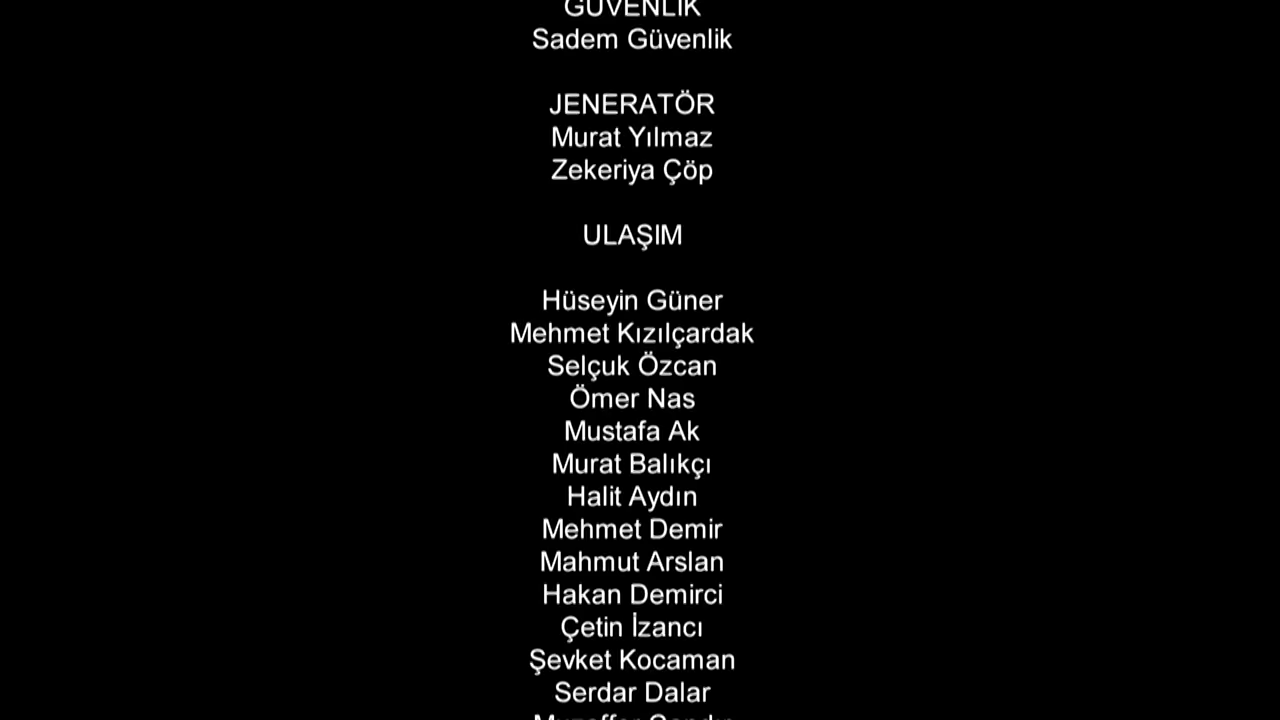 GÜVENLİK
Sadem Güvenlik
JENERATÖR
Murat Yılmaz
Zekeriya Çöp
ULAŞIM
Hüseyin Güner
Mehmet Kızılçardak
Selçuk Özcan
Ömer Nas
Mustafa Ak
Murat Balıkçı
Halit Aydın
Mehmet Demir
Mahmut Arslan
Hakan Demirci
Çetin İzancı
Şevket Kocaman
Serdar Dalar
Muzaffer